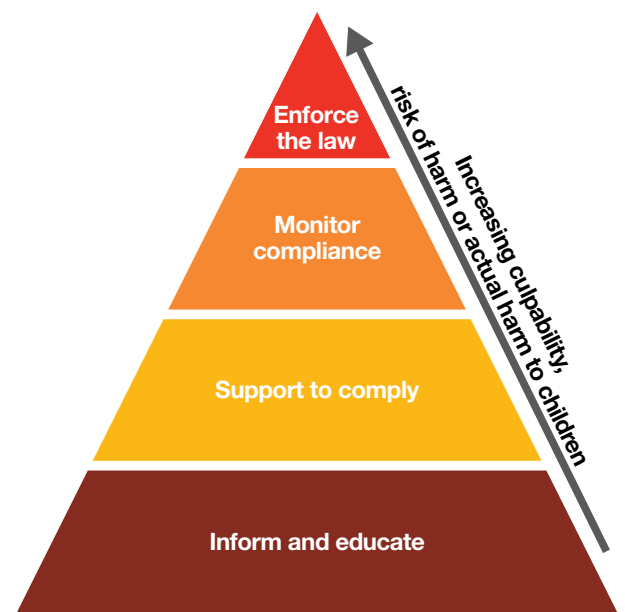 Enforce
the law
Monitor
compliance
Support to comply
Inform and educate
Increasing culpability,
risk of harm or actual harm to children